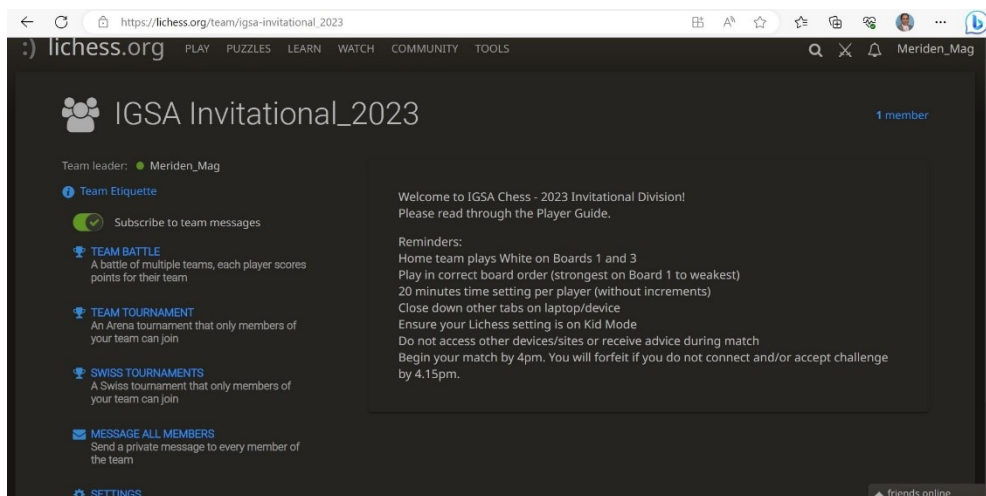 https://lichess.org/team/igsa-invitational_2023
:) lichess.org PLAY PUZZLES LEARN WATCH COMMUNITY TOOLS Meriden_Mag
IGSA Invitational_2023
1 member
Team leader: Meriden_Mag
Team Etiquette
Subscribe to team messages
TEAM BATTLE
A battle of multiple teams, each player scores
points for their team
TEAM TOURNAMENT
An Arena tournament that only members of
your team can join
SWISS TOURNAMENTS
A Swiss tournament that only members of
your team can join
MESSAGE ALL MEMBERS
Send a private message to every member of
the team
SETTINGS
Welcome to IGSA Chess - 2023 Invitational Division!
Please read through the Player Guide.
Reminders:
Home team plays White on Boards 1 and 3
Play in correct board order (strongest on Board 1 to weakest)
20 minutes time setting per player (without increments)
Close down other tabs on laptop/device
Ensure your Lichess setting is on Kid Mode
Do not access other devices/sites or receive advice during match
Begin your match by 4pm. You will forfeit if you do not connect and/or accept challenge
by 4.15pm.
friends online